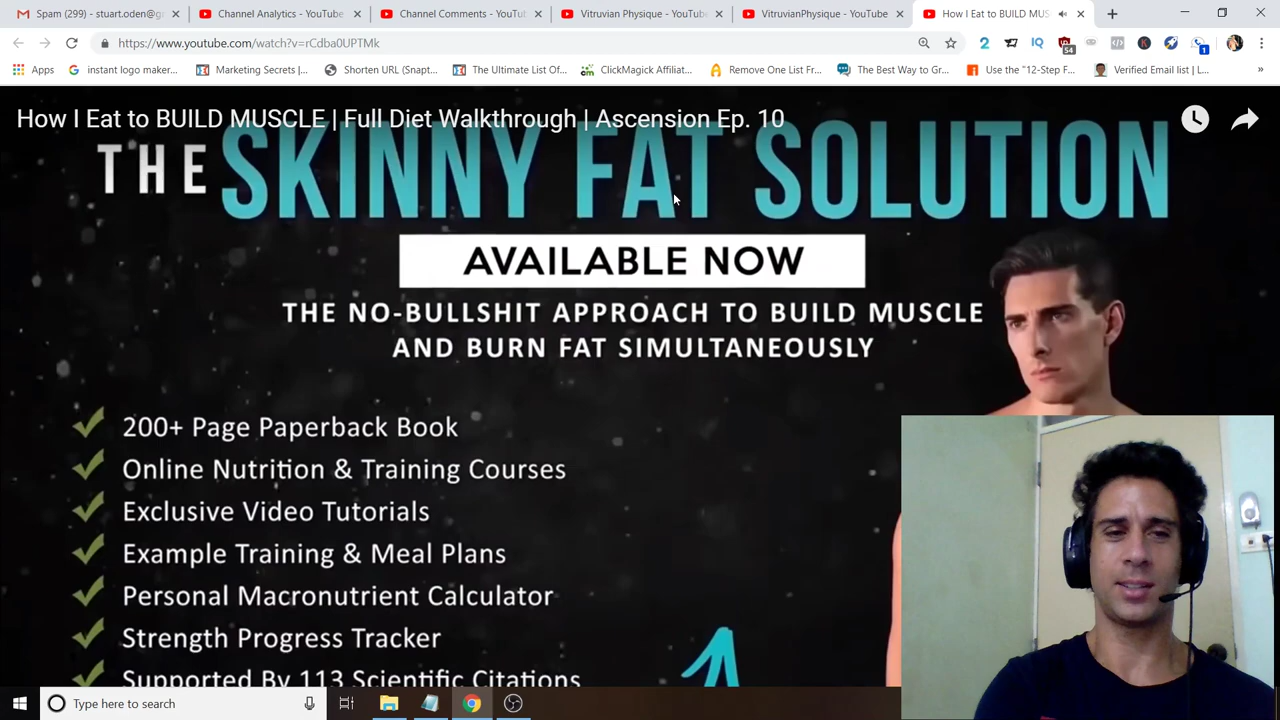 Spam (299) - stuart.oden@gr
Channel Analytics - YouTube
Channel Comments - YouTu
Vitruvian Physique - YouTube
VitruvianPhysique - YouTube
How I Eat to BUILD MUS
https://www.youtube.com/watch?v=rCdba0UPTMk
2
IQ
54
K
1
Apps
instant logo maker...
Marketing Secrets |...
Shorten URL (Snapt...
The Ultimate List Of...
ClickMagick Affiliat...
Remove One List Fr...
The Best Way to Gr...
Use the "12-Step F...
Verified Email list | L...
»
How I Eat to BUILD MUSCLE | Full Diet Walkthrough | Ascension Ep. 10
THE SKINNY FAT SOLUTION
AVAILABLE NOW
THE NO-BULLSHIT APPROACH TO BUILD MUSCLE
AND BURN FAT SIMULTANEOUSLY
200+ Page Paperback Book
Online Nutrition & Training Courses
Exclusive Video Tutorials
Example Training & Meal Plans
Personal Macronutrient Calculator
Strength Progress Tracker
Supported By 113 Scientific Citations
Type here to search